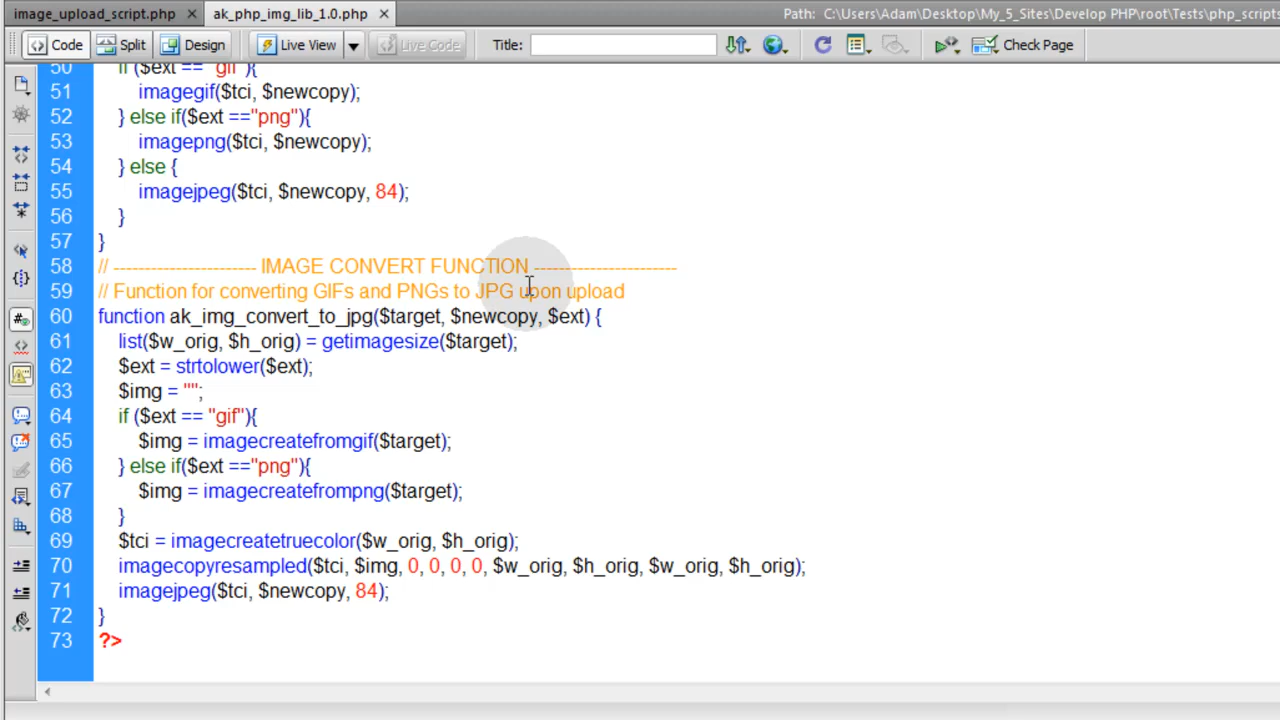 image_upload_script.php × ak_php_img_lib_1.0.php × Path: C:\Users\Adam\Desktop\My_5_Sites\Develop PHP\root\Tests\php_scripts
Code Split Design Live View Live Code Title: Check Page
50 if ($ext == "gif"){
51 imagegif($tci, $newcopy);
52 } else if($ext =="png"){
53 imagepng($tci, $newcopy);
54 } else {
55 imagejpeg($tci, $newcopy, 84);
56 }
57 }
58 // ----------------------- IMAGE CONVERT FUNCTION -----------------------
59 // Function for converting GIFs and PNGs to JPG upon upload
60 function ak_img_convert_to_jpg($target, $newcopy, $ext) {
61 list($w_orig, $h_orig) = getimagesize($target);
62 $ext = strtolower($ext);
63 $img = "";
64 if ($ext == "gif"){
65 $img = imagecreatefromgif($target);
66 } else if($ext =="png"){
67 $img = imagecreatefrompng($target);
68 }
69 $tci = imagecreatetruecolor($w_orig, $h_orig);
70 imagecopyresampled($tci, $img, 0, 0, 0, 0, $w_orig, $h_orig, $w_orig, $h_orig);
71 imagejpeg($tci, $newcopy, 84);
72 }
73 ?>